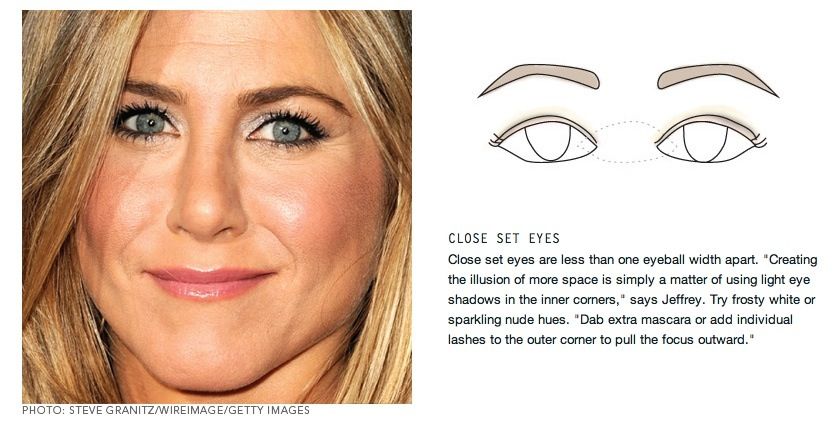 CLOSE SET EYES
Close set eyes are less than one eyeball width apart. "Creating
the illusion of more space is simply a matter of using light eye
shadows in the inner corners," says Jeffrey. Try frosty white or
sparkling nude hues. "Dab extra mascara or add individual
lashes to the outer corner to pull the focus outward."
PHOTO: STEVE GRANITZ/WIREIMAGE/GETTY IMAGES